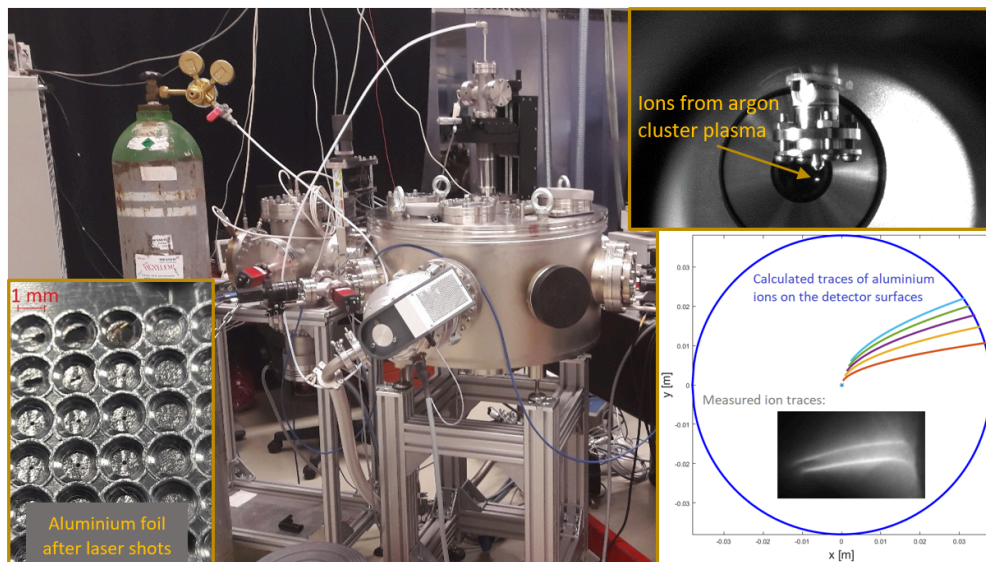 Ions from argon
cluster plasma
1 mm
Aluminium foil
after laser shots
Calculated traces of aluminium
ions on the detector surfaces
Measured ion traces:
y [m]
0.03
0.02
0.01
0
-0.01
-0.02
-0.03
-0.03
-0.02
-0.01
0
0.01
0.02
0.03
x [m]